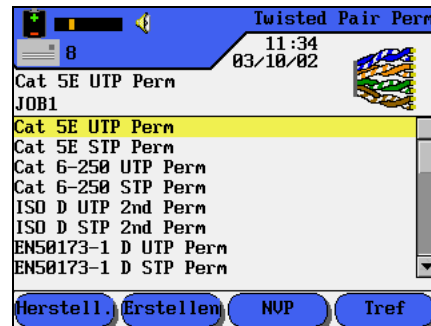 Twisted Pair Perm
8
11:34
03/10/02
Cat 5E UTP Perm
JOB1
Cat 5E UTP Perm
Cat 5E STP Perm
Cat 6-250 UTP Perm
Cat 6-250 STP Perm
ISO D UTP 2nd Perm
ISO D STP 2nd Perm
EN50173-1 D UTP Perm
EN50173-1 D STP Perm
Herstell. Erstellen NVP Tref